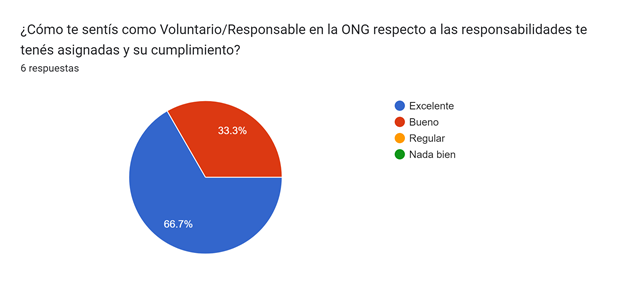 ¿Cómo te sentís como Voluntario/Responsable en la ONG respecto a las responsabilidades te
tenés asignadas y su cumplimiento?
6 respuestas
33.3%
66.7%
Excelente
Bueno
Regular
Nada bien